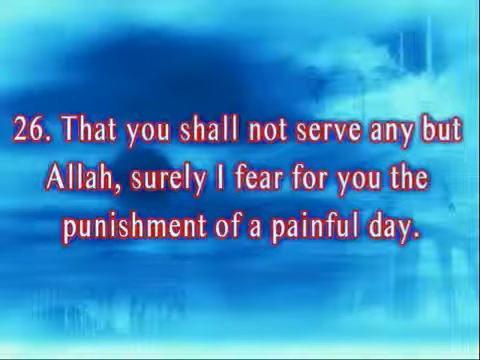 26. That you shall not serve any but
Allah, surely I fear for you the
punishment of a painful day.